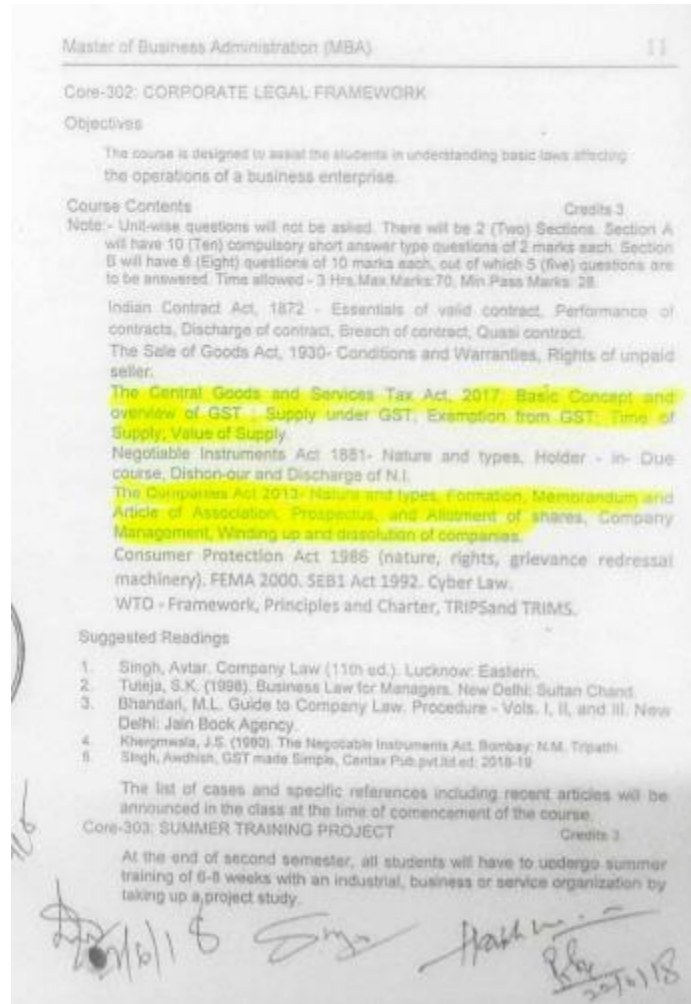 Master of Business Administration (MBA) 11
Core-302: CORPORATE LEGAL FRAMEWORK
Objectives
The course is designed to assist the students in understanding basic laws affecting
the operations of a business enterprise.
Course Contents Credits 3
Note:- Unit-wise questions will not be asked. There will be 2 (Two) Sections. Section A
will have 10 (Ten) compulsory short answer type questions of 2 marks each. Section
B will have 8 (Eight) questions of 10 marks each, out of which 5 (five) questions are
to be answered. Time allowed - 3 Hrs.Max.Marks:70. Min.Pass Marks: 28.
Indian Contract Act, 1872 - Essentials of valid contract, Performance of
contracts, Discharge of contract, Breach of contract, Quasi contract.
The Sale of Goods Act, 1930- Conditions and Warranties, Rights of unpaid
seller.
The Central Goods and Services Tax Act, 2017: Basic Concept and
overview of GST ; Supply under GST, Exemption from GST; Time of
Supply; Value of Supply.
Negotiable Instruments Act 1881- Nature and types, Holder - in- Due
course, Dishon-our and Discharge of N.I.
The Companies Act 2013- Nature and types, Formation, Memorandum and
Article of Association, Prospectus, and Allotment of shares, Company
Management, Winding up and dissolution of companies.
Consumer Protection Act 1986 (nature, rights, grievance redressal
machinery). FEMA 2000. SEB1 Act 1992. Cyber Law.
WTO - Framework, Principles and Charter, TRIPSand TRIMS.
Suggested Readings
1. Singh, Avtar. Company Law (11th ed.). Lucknow: Eastern.
2. Tuteja, S.K. (1998). Business Law for Managers. New Delhi: Sultan Chand.
3. Bhandari, M.L. Guide to Company Law. Procedure - Vols. I, II, and III. New
Delhi: Jain Book Agency.
4. Khergmwala, J.S. (1980). The Negocable Instruments Act. Bombay: N.M. Tripathi.
5. Singh, Awdhish, GST made Simple, Centax Pub.pvt.ltd.ed: 2018-19
The list of cases and specific references including recent articles will be
announced in the class at the time of comencement of the course.
Core-303: SUMMER TRAINING PROJECT Credits 3
At the end of second semester, all students will have to undergo summer
training of 6-8 weeks with an industrial, business or service organization by
taking up a project study.